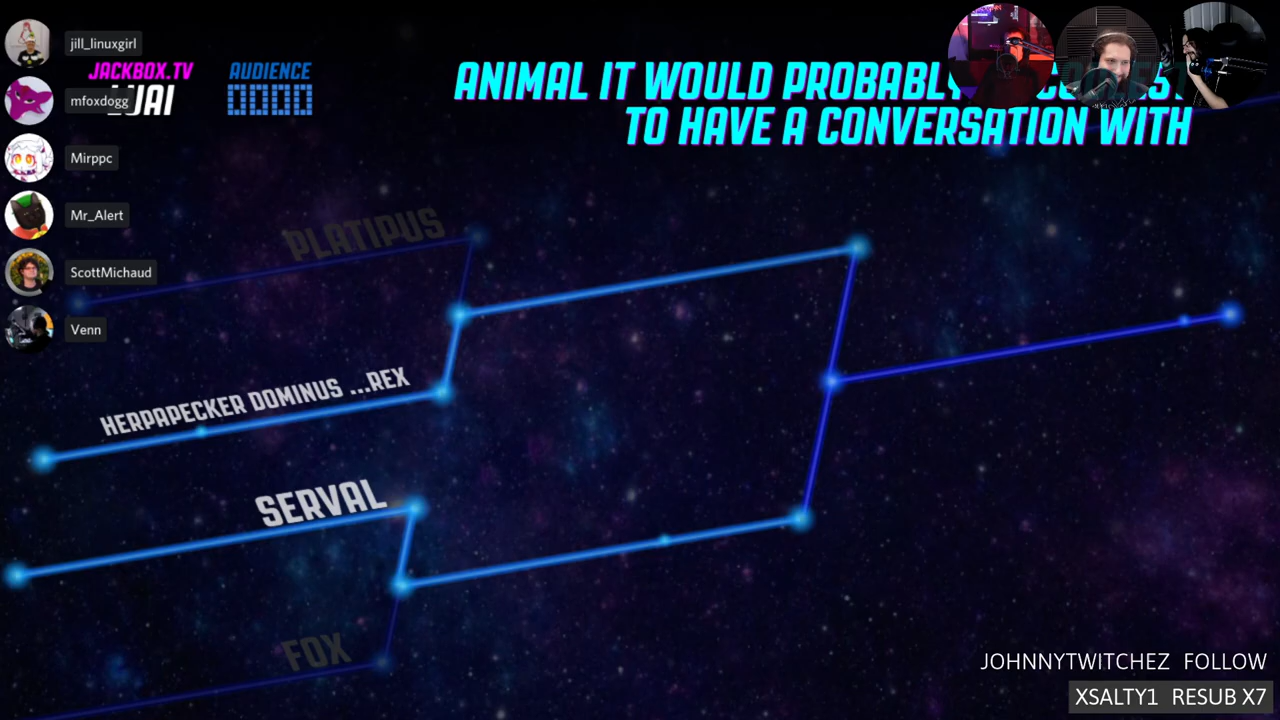 jill_linuxgirl
JACKBOX.TV
AUDIENCE
mfoxdogg
ANIMAL IT WOULD PROBABLY
TO HAVE A CONVERSATION WITH
Mirppc
Mr_Alert
PLATIPUS
ScottMichaud
Venn
HERPAPECKER DOMINUS ...REX
SERVAL
FOX
JOHNNYTWITCHEZ FOLLOW
XSALTY1 RESUB X7